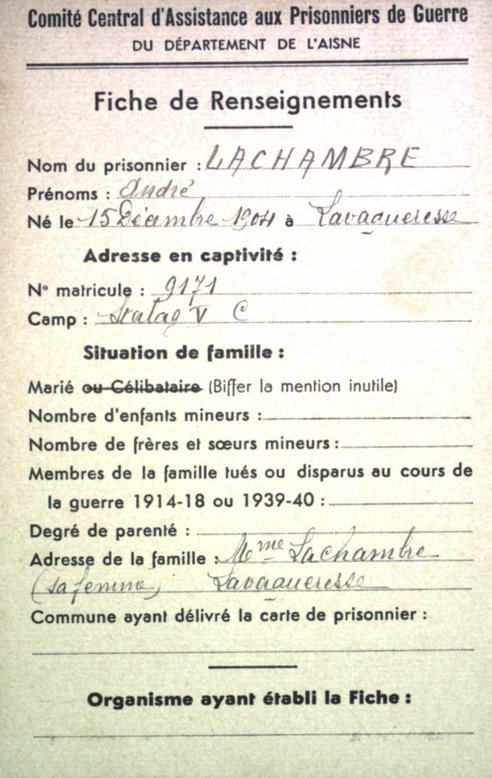 Comité Central d'Assistance aux Prisonniers de Guerre
DU DÉPARTEMENT DE L'AISNE
Fiche de Renseignements
Nom du prisonnier : LACHAMBRE
Prénoms : André
Né le 15 Décembre 1904 à Lavaqueresse
Adresse en captivité :
N° matricule : 9171
Camp : Stalag V C
Situation de famille :
Marié ou Célibataire (Biffer la mention inutile)
Nombre d'enfants mineurs :
Nombre de frères et sœurs mineurs :
Membres de la famille tués ou disparus au cours de
la guerre 1914-18 ou 1939-40 :
Degré de parenté :
Adresse de la famille : Mme Lachambre
(sa femme) Lavaqueresse
Commune ayant délivré la carte de prisonnier :
Organisme ayant établi la Fiche :